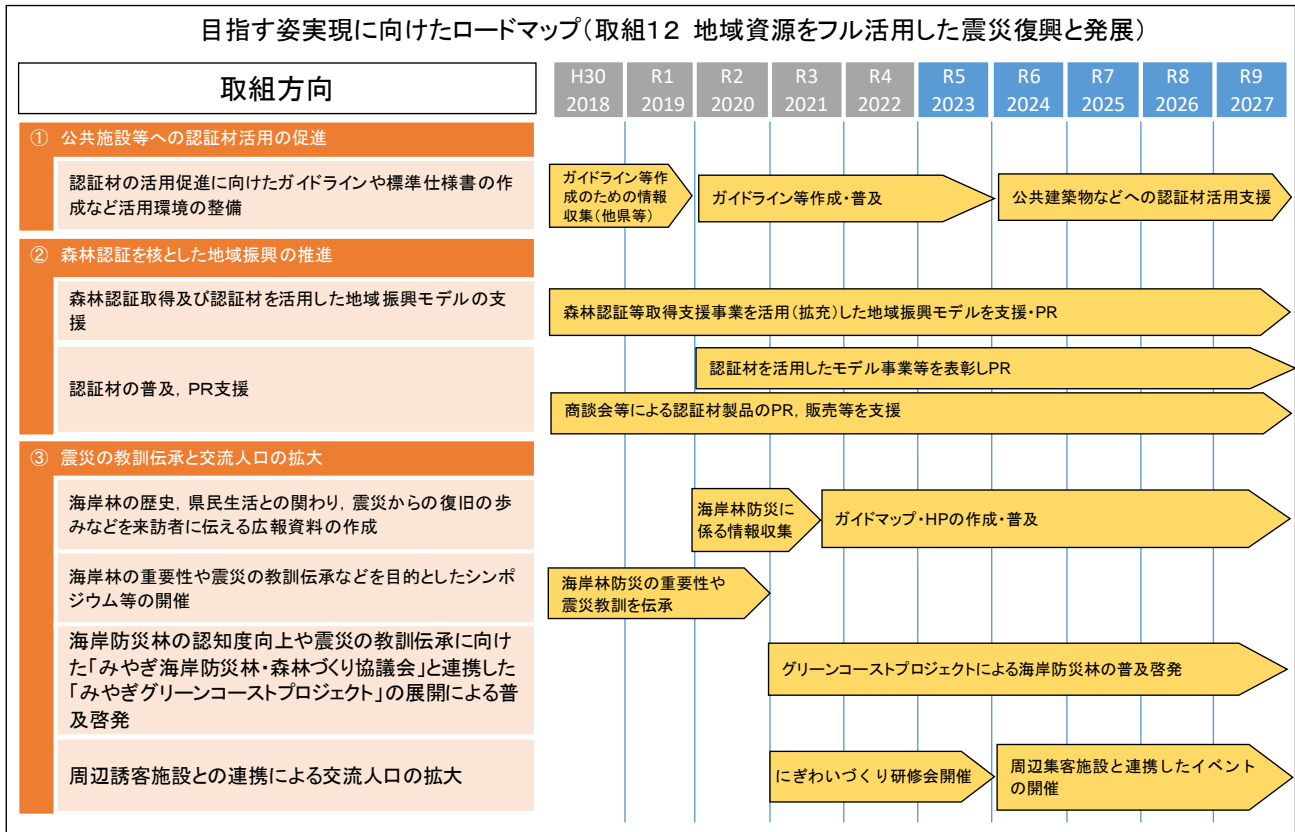 目指す姿実現に向けたロードマップ（取組１２ 地域資源をフル活用した震災復興と発展）
取組方向
H30 R1 R2 R3 R4 R5 R6 R7 R8 R9
2018 2019 2020 2021 2022 2023 2024 2025 2026 2027
① 公共施設等への認証材活用の促進
認証材の活用促進に向けたガイドラインや標準仕様書の作
成など活用環境の整備
ガイドライン等作
成のための情報
収集（他県等）
ガイドライン等作成・普及
公共建築物などへの認証材活用支援
② 森林認証を核とした地域振興の推進
森林認証取得及び認証材を活用した地域振興モデルの支
援
森林認証等取得支援事業を活用（拡充）した地域振興モデルを支援・PR
認証材の普及，PR支援
認証材を活用したモデル事業等を表彰しPR
商談会等による認証材製品のPR，販売等を支援
③ 震災の教訓伝承と交流人口の拡大
海岸林の歴史，県民生活との関わり，震災からの復旧の歩
みなどを来訪者に伝える広報資料の作成
海岸林防災に
係る情報収集
ガイドマップ・HPの作成・普及
海岸林の重要性や震災の教訓伝承などを目的としたシンポ
ジウム等の開催
海岸林防災の重要性や
震災教訓を伝承
海岸防災林の認知度向上や震災の教訓伝承に向け
た「みやぎ海岸防災林・森林づくり協議会」と連携した
「みやぎグリーンコーストプロジェクト」の展開による普
及啓発
グリーンコーストプロジェクトによる海岸防災林の普及啓発
周辺誘客施設との連携による交流人口の拡大
にぎわいづくり研修会開催
周辺集客施設と連携したイベント
の開催